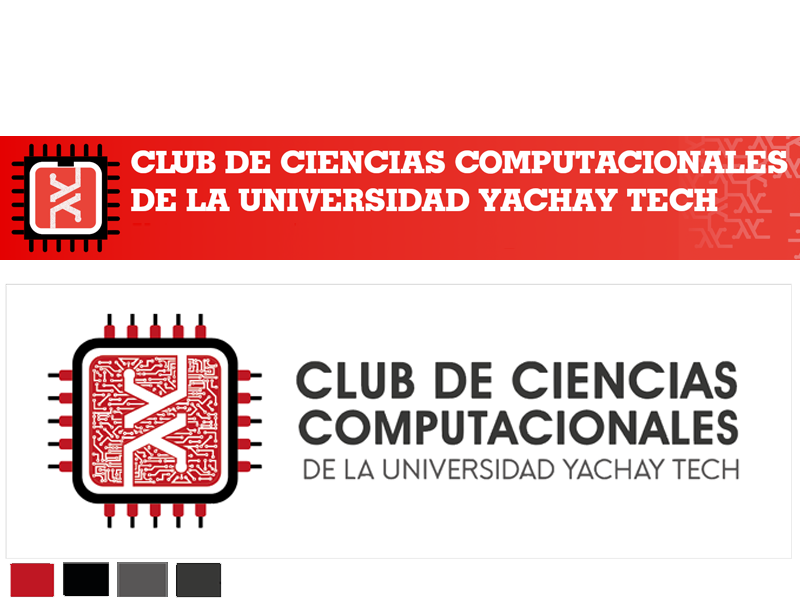 CLUB DE CIENCIAS COMPUTACIONALES
DE LA UNIVERSIDAD YACHAY TECH
CLUB DE CIENCIAS
COMPUTACIONALES
DE LA UNIVERSIDAD YACHAY TECH